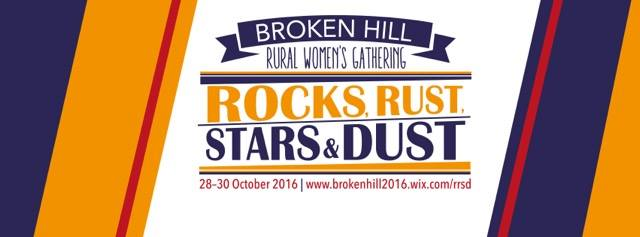 BROKEN HILL
RURAL WOMEN'S GATHERING
ROCKS, RUST,
STARS & DUST
28–30 October 2016 | www.brokenhill2016.wix.com/rrsd